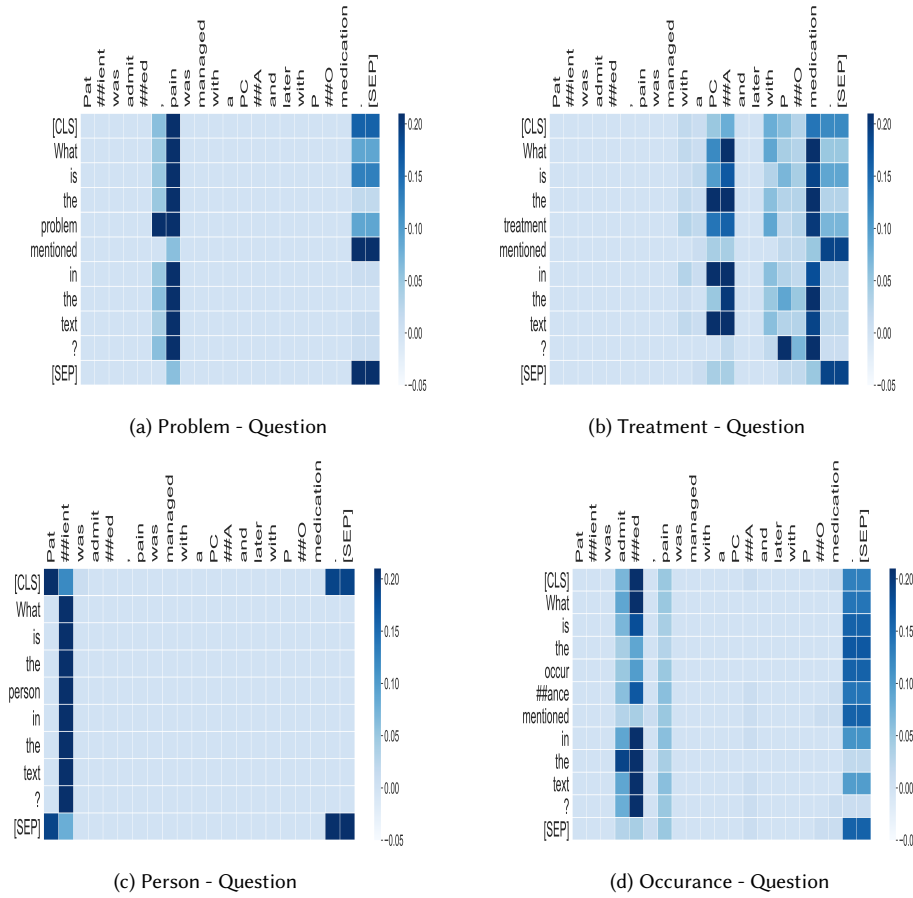 Pat ##ient was admit ##ed , pain was managed with a PC ##A and later with P ##O medication . [SEP]
[CLS]
What
is
the
problem
mentioned
in
the
text
?
[SEP]
0.20
0.15
0.10
0.05
0.00
−0.05
(a) Problem - Question
Pat ##ient was admit ##ed , pain was managed with a PC ##A and later with P ##O medication . [SEP]
[CLS]
What
is
the
treatment
mentioned
in
the
text
?
[SEP]
0.20
0.15
0.10
0.05
0.00
−0.05
(b) Treatment - Question
Pat ##ient was admit ##ed , pain was managed with a PC ##A and later with P ##O medication . [SEP]
[CLS]
What
is
the
person
in
the
text
?
[SEP]
0.20
0.15
0.10
0.05
0.00
−0.05
(c) Person - Question
Pat ##ient was admit ##ed , pain was managed with a PC ##A and later with P ##O medication . [SEP]
[CLS]
What
is
the
occur
##ance
mentioned
in
the
text
?
[SEP]
0.20
0.15
0.10
0.05
0.00
−0.05
(d) Occurance - Question